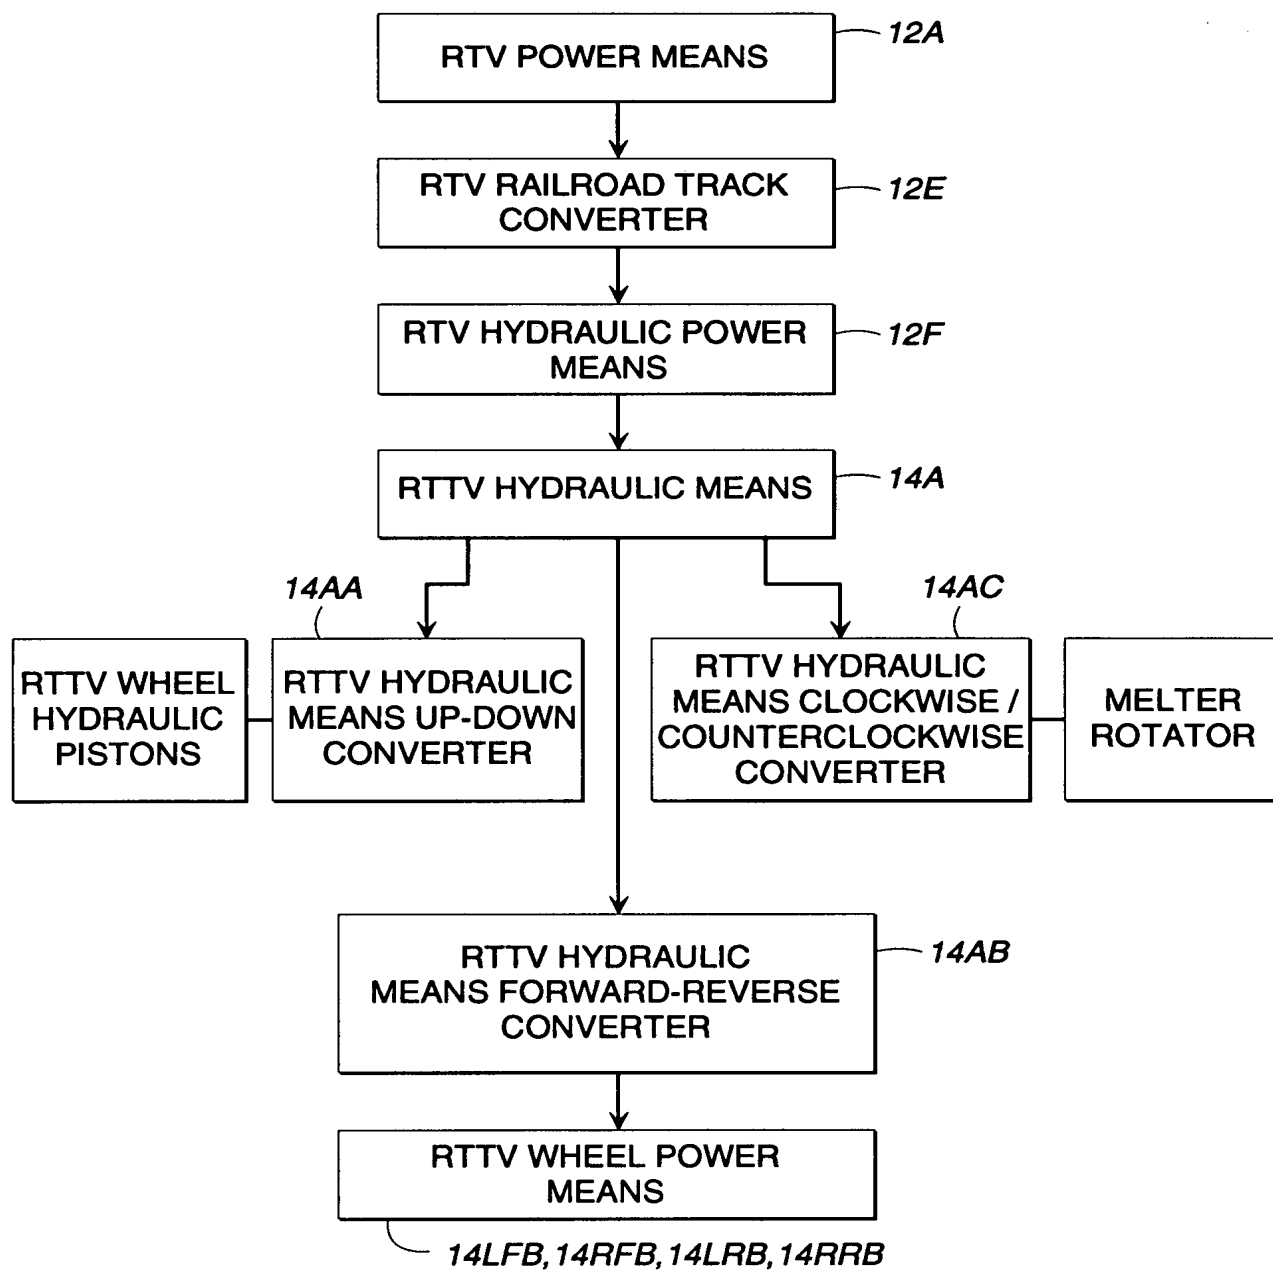 RTV POWER MEANS
12A
RTV RAILROAD TRACK
CONVERTER
12E
RTV HYDRAULIC POWER
MEANS
12F
RTTV HYDRAULIC MEANS
14A
14AA
14AC
RTTV WHEEL
HYDRAULIC
PISTONS
RTTV HYDRAULIC
MEANS UP-DOWN
CONVERTER
RTTV HYDRAULIC
MEANS CLOCKWISE /
COUNTERCLOCKWISE
CONVERTER
MELTER
ROTATOR
RTTV HYDRAULIC
MEANS FORWARD-REVERSE
CONVERTER
14AB
RTTV WHEEL POWER
MEANS
14LFB, 14RFB, 14LRB, 14RRB